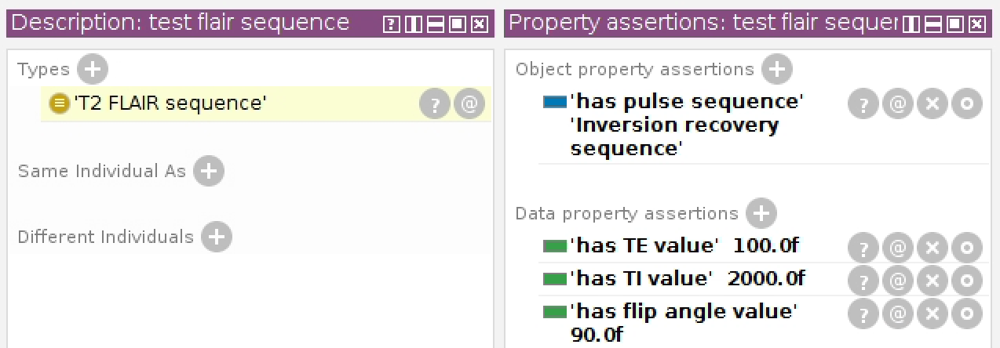 Description: test flair sequence
Types
'T2 FLAIR sequence'
Same Individual As
Different Individuals
Property assertions: test flair sequer
Object property assertions
'has pulse sequence'
'Inversion recovery
sequence'
Data property assertions
'has TE value' 100.0f
'has TI value' 2000.0f
'has flip angle value'
90.0f